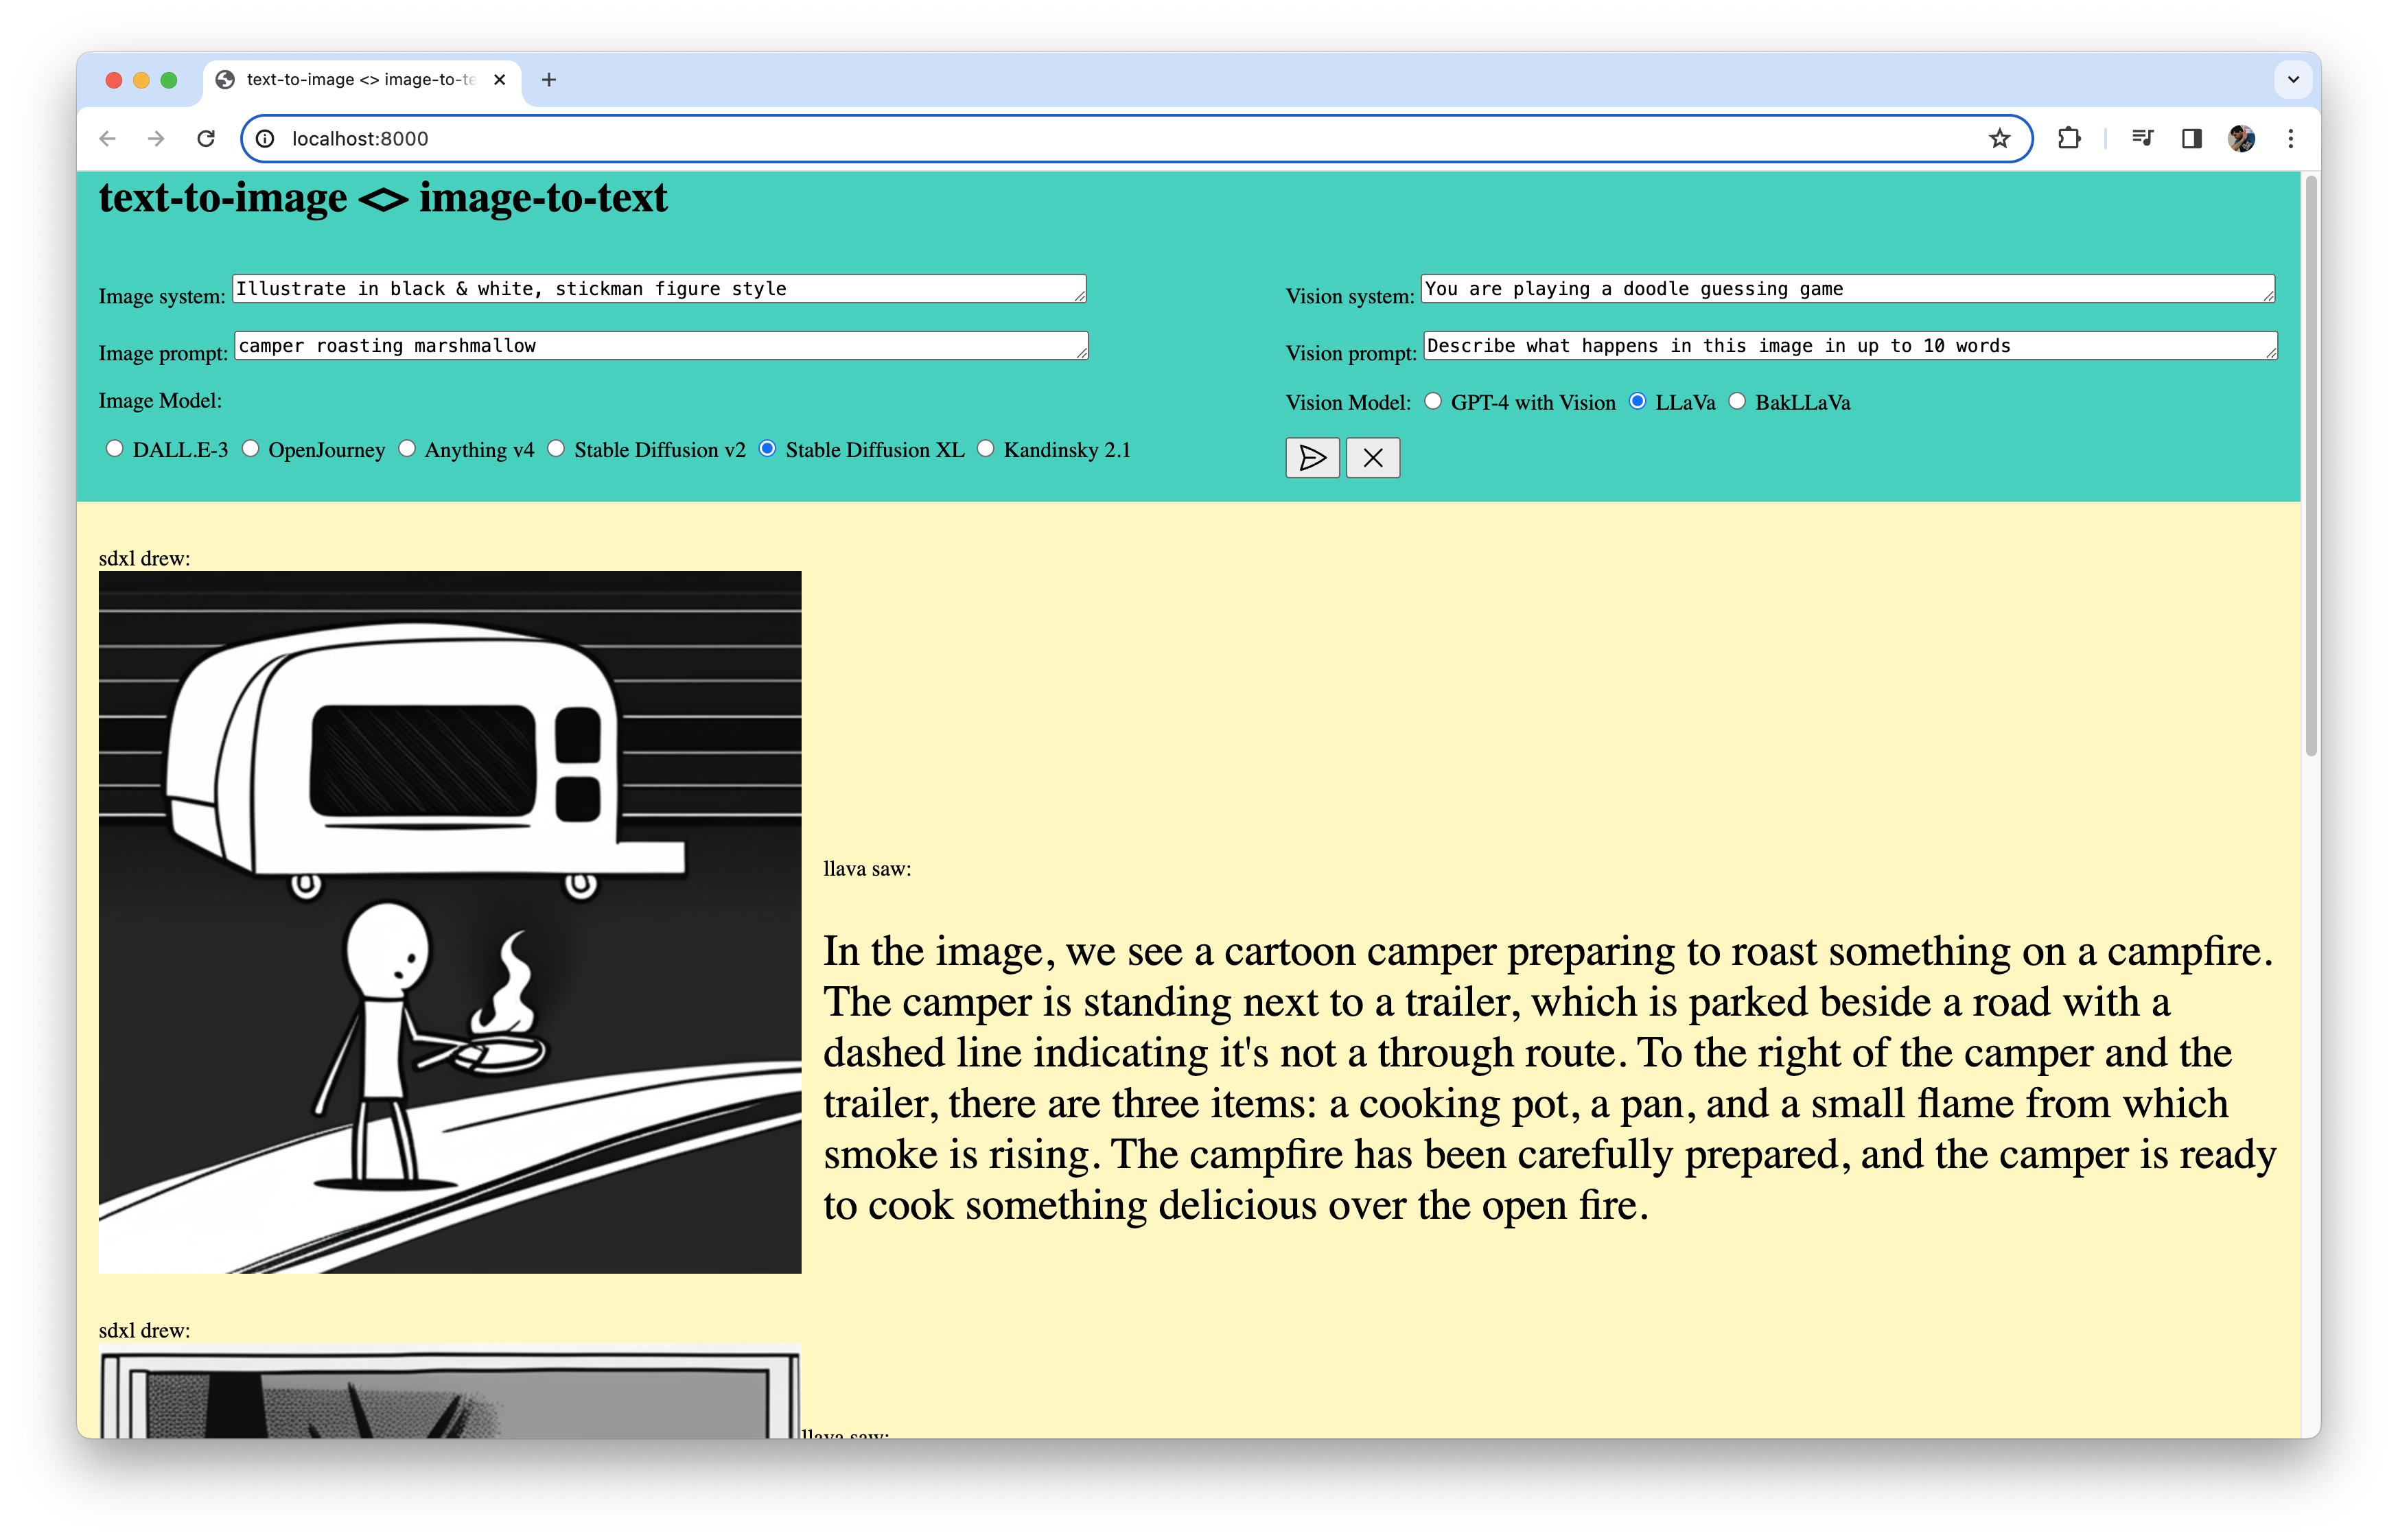 text-to-image <> image-to-te
localhost:8000
text-to-image <> image-to-text
Image system: Illustrate in black & white, stickman figure style
Image prompt: camper roasting marshmallow
Image Model:
DALL.E-3 OpenJourney Anything v4 Stable Diffusion v2 Stable Diffusion XL Kandinsky 2.1
Vision system: You are playing a doodle guessing game
Vision prompt: Describe what happens in this image in up to 10 words
Vision Model: GPT-4 with Vision LLaVa BakLLaVa
sdxl drew:
llava saw:
In the image, we see a cartoon camper preparing to roast something on a campfire.
The camper is standing next to a trailer, which is parked beside a road with a
dashed line indicating it's not a through route. To the right of the camper and the
trailer, there are three items: a cooking pot, a pan, and a small flame from which
smoke is rising. The campfire has been carefully prepared, and the camper is ready
to cook something delicious over the open fire.
sdxl drew:
llava saw: